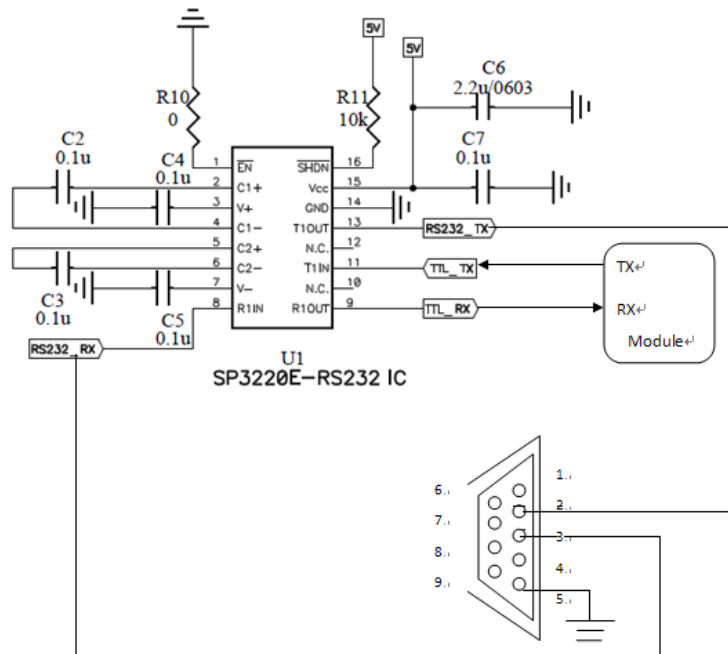 5V
5V
C6
2.2u/0603
R10
0
R11
10k
C2
0.1u
C4
0.1u
C7
0.1u
1 EN SHDN 16
2 C1+ Vcc 15
3 V+ GND 14
4 C1- T1OUT 13 RS232_TX
5 C2+ N.C. 12
6 C2- T1IN 11 TTL_TX
7 V- N.C. 10
8 R1IN R1OUT 9 TTL_RX
TX↵
RX↵
Module↵
C3
0.1u
C5
0.1u
RS232_RX
U1
SP3220E-RS232 IC
1.
6.
2.
7.
3.
8.
4.
9.
5.